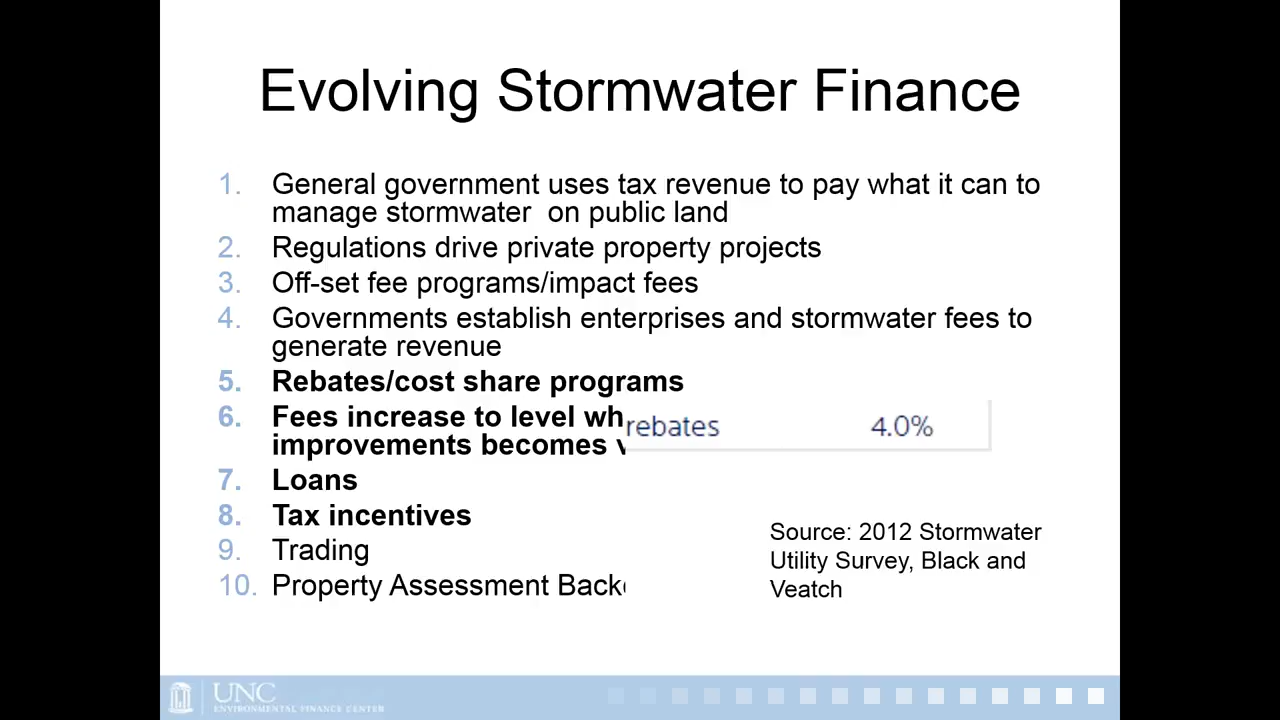 Evolving Stormwater Finance
1. General government uses tax revenue to pay what it can to
manage stormwater on public land
2. Regulations drive private property projects
3. Off-set fee programs/impact fees
4. Governments establish enterprises and stormwater fees to
generate revenue
5. Rebates/cost share programs
6. Fees increase to level
improvements becomes
rebates 4.0%
7. Loans
8. Tax incentives
9. Trading
10. Property Assessment
Source: 2012 Stormwater
Utility Survey, Black and
Veatch
UNC
ENVIRONMENTAL FINANCE CENTER